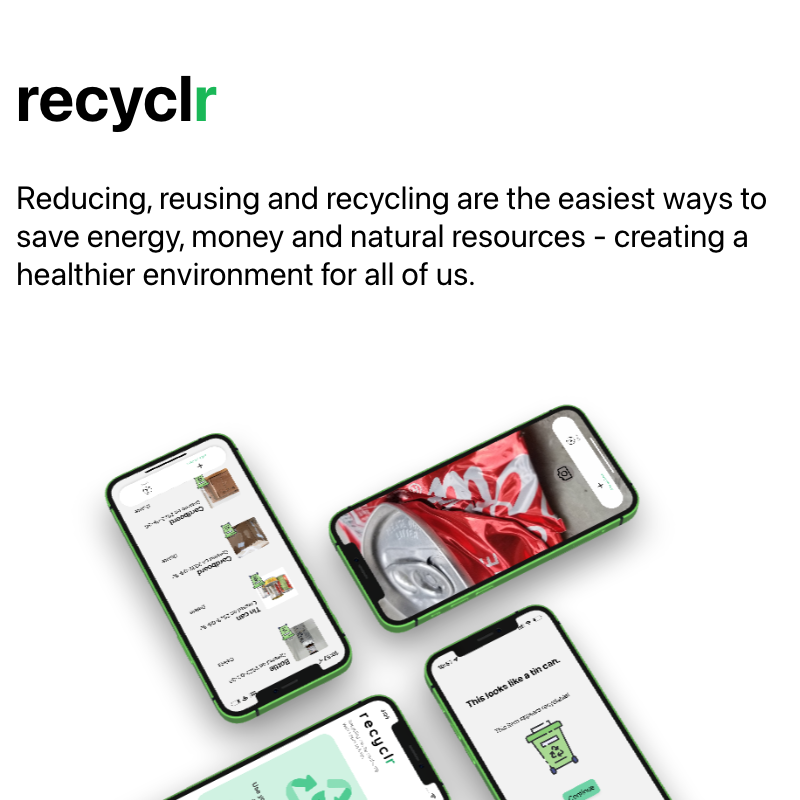 recyclr
Reducing, reusing and recycling are the easiest ways to
save energy, money and natural resources - creating a
healthier environment for all of us.
Cardboard
Cardboard
Tin can
Bottle
This looks like a tin can.
This item appears recyclable!
Continue
recyclr